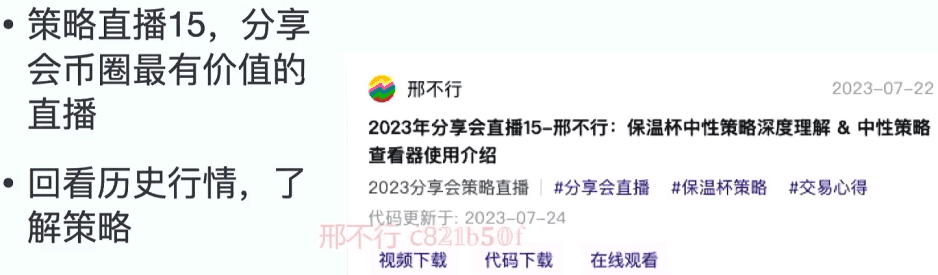 • 策略直播15，分享
会币圈最有价值的
直播
• 回看历史行情，了
解策略
邢不行
2023-07-22
2023年分享会直播15-邢不行：保温杯中性策略深度理解 & 中性策略
查看器使用介绍
2023分享会策略直播 | #分享会直播 #保温杯策略 #交易心得
代码更新于: 2023-07-24
邢不行 c821b50f
视频下载 代码下载 在线观看